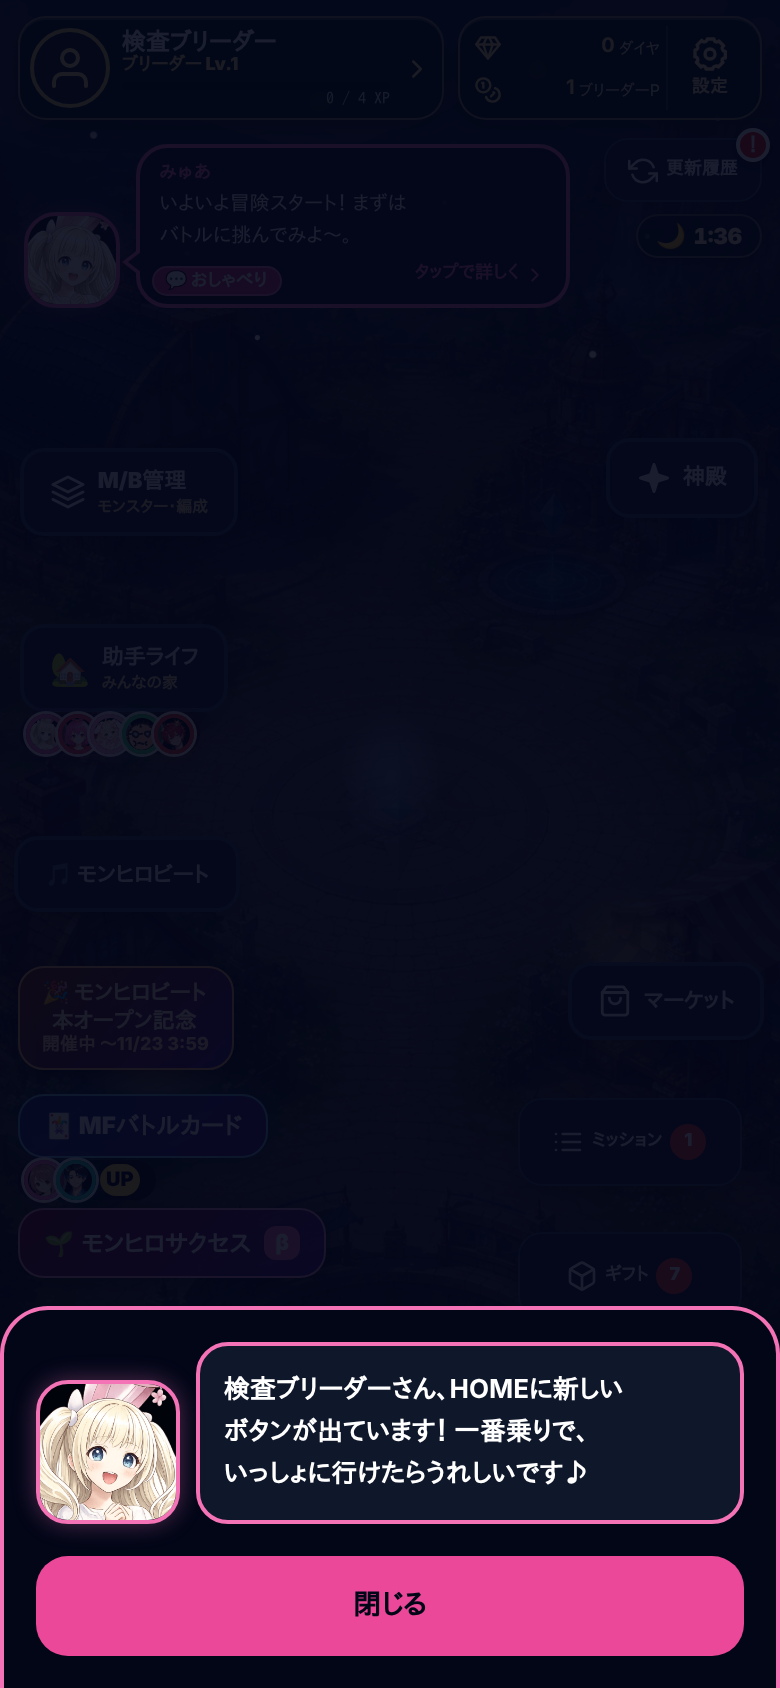 検査ブリーダー
ブリーダー Lv.1
0 / 4 XP
0 ダイヤ
1 ブリーダーP
設定
みゅあ
いよいよ冒険スタート! まずは
バトルに挑んでみよ〜。
💬 おしゃべり
タップで詳しく
更新履歴
!
🌙 1:36
M/B管理
モンスター・編成
神殿
🏡 助手ライフ
みんなの家
🎵 モンヒロビート
🎉 モンヒロビート
本オープン記念
開催中 〜11/23 3:59
マーケット
🃏 MFバトルカード
UP
ミッション 1
🌱 モンヒロサクセス β
ギフト 7
検査ブリーダーさん、HOMEに新しい
ボタンが出ています! 一番乗りで、
いっしょに行けたらうれしいです♪
閉じる